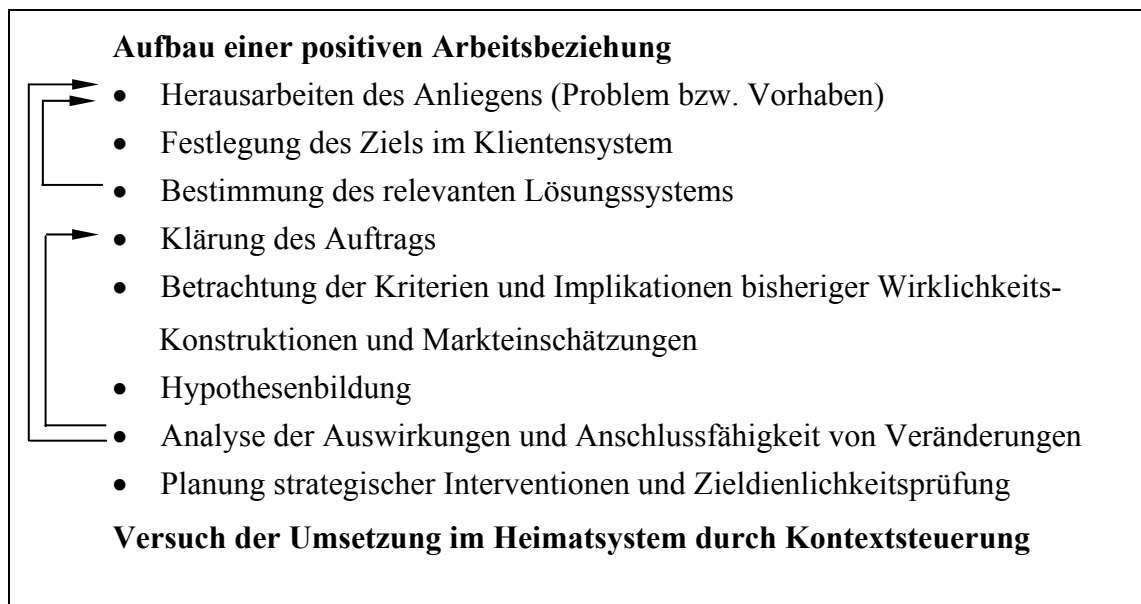 Aufbau einer positiven Arbeitsbeziehung
• Herausarbeiten des Anliegens (Problem bzw. Vorhaben)
• Festlegung des Ziels im Klientensystem
• Bestimmung des relevanten Lösungssystems
• Klärung des Auftrags
• Betrachtung der Kriterien und Implikationen bisheriger Wirklichkeits-
Konstruktionen und Markteinschätzungen
• Hypothesenbildung
• Analyse der Auswirkungen und Anschlussfähigkeit von Veränderungen
• Planung strategischer Interventionen und Zieldienlichkeitsprüfung
Versuch der Umsetzung im Heimatsystem durch Kontextsteuerung